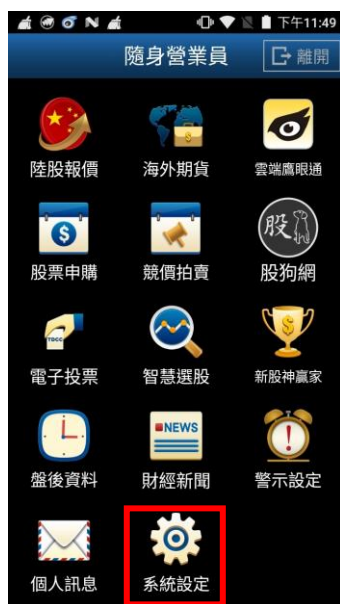 下午11:49
隨身營業員 離開
陸股報價 海外期貨 雲端鷹眼通
$
股票申購 競價拍賣 股狗網
股
TDCC $
電子投票 智慧選股 新股神贏家
NEWS
盤後資料 財經新聞 警示設定
個人訊息 系統設定